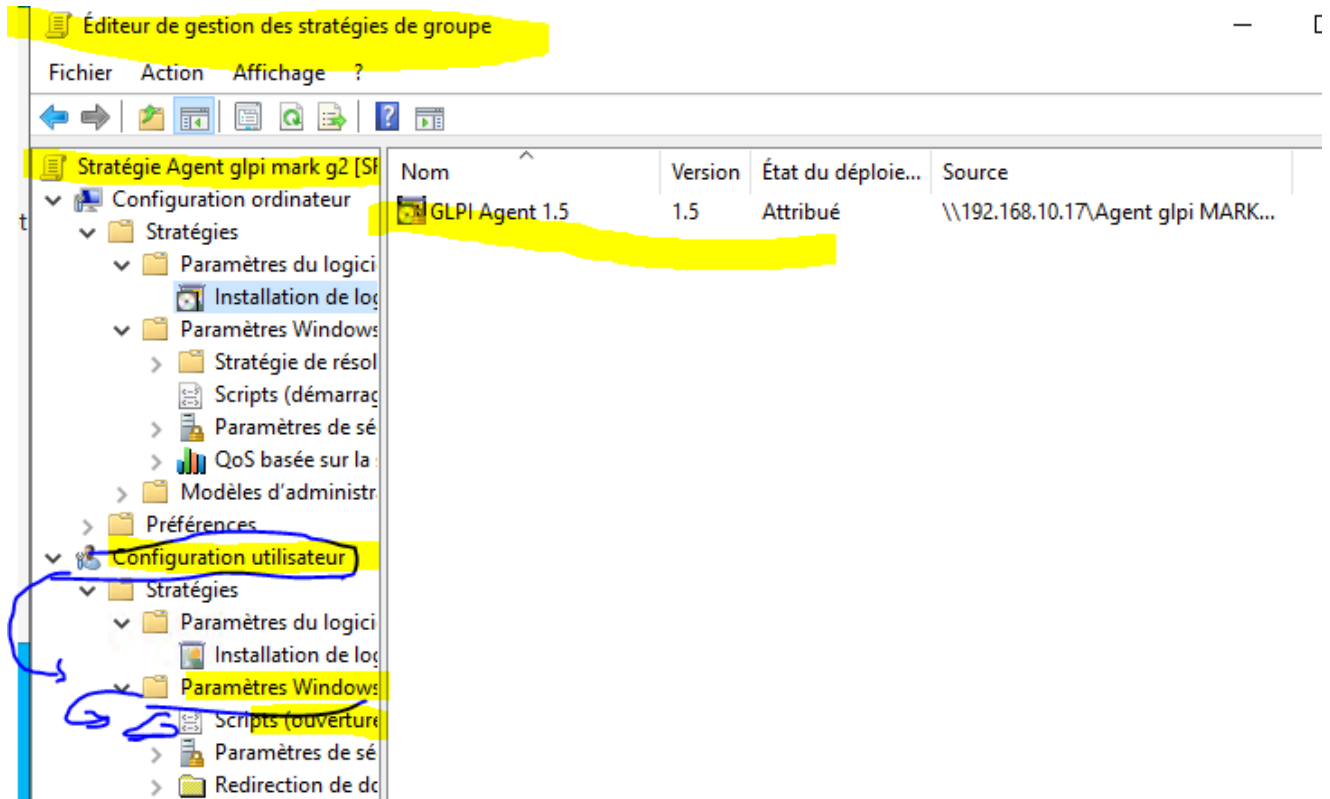 Éditeur de gestion des stratégies de groupe
Fichier Action Affichage ?
Stratégie Agent glpi mark g2 [SF
Nom Version État du déploie... Source
Configuration ordinateur
GLPI Agent 1.5 1.5 Attribué \\192.168.10.17\Agent glpi MARK...
t
Stratégies
Paramètres du logici
Installation de log
Paramètres Windows
Stratégie de résol
Scripts (démarrag
Paramètres de sé
QoS basée sur la
Modèles d'administr
Préférences
Configuration utilisateur
Stratégies
Paramètres du logici
Installation de log
Paramètres Windows
Scripts (ouverture
Paramètres de sé
Redirection de do